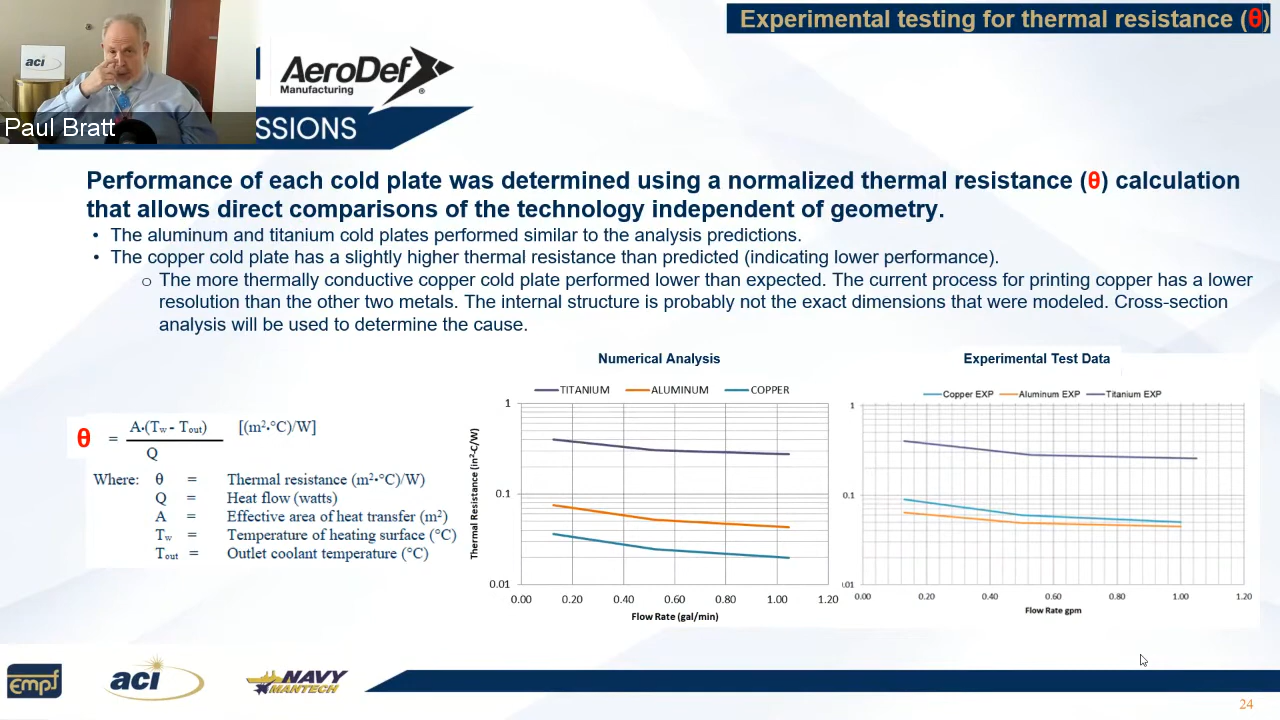 Experimental testing for thermal resistance (θ)
aci
AeroDef
Manufacturing
®
Paul Bratt
SSIONS
Performance of each cold plate was determined using a normalized thermal resistance (θ) calculation
that allows direct comparisons of the technology independent of geometry.
• The aluminum and titanium cold plates performed similar to the analysis predictions.
• The copper cold plate has a slightly higher thermal resistance than predicted (indicating lower performance).
o The more thermally conductive copper cold plate performed lower than expected. The current process for printing copper has a lower
resolution than the other two metals. The internal structure is probably not the exact dimensions that were modeled. Cross-section
analysis will be used to determine the cause.
θ = A·(Tw - Tout) [(m²·°C)/W]
Q
Where: θ = Thermal resistance (m²·°C)/W)
Q = Heat flow (watts)
A = Effective area of heat transfer (m²)
Tw = Temperature of heating surface (°C)
Tout = Outlet coolant temperature (°C)
Numerical Analysis
TITANIUM ALUMINUM COPPER
Thermal Resistance (in²-C/W)
1
0.1
0.01
0.00 0.20 0.40 0.60 0.80 1.00 1.20
Flow Rate (gal/min)
Experimental Test Data
Copper EXP Aluminum EXP Titanium EXP
1
0.1
.01
0.00 0.20 0.40 0.60 0.80 1.00 1.20
Flow Rate gpm
empf
aci
NAVY
MANTECH
24